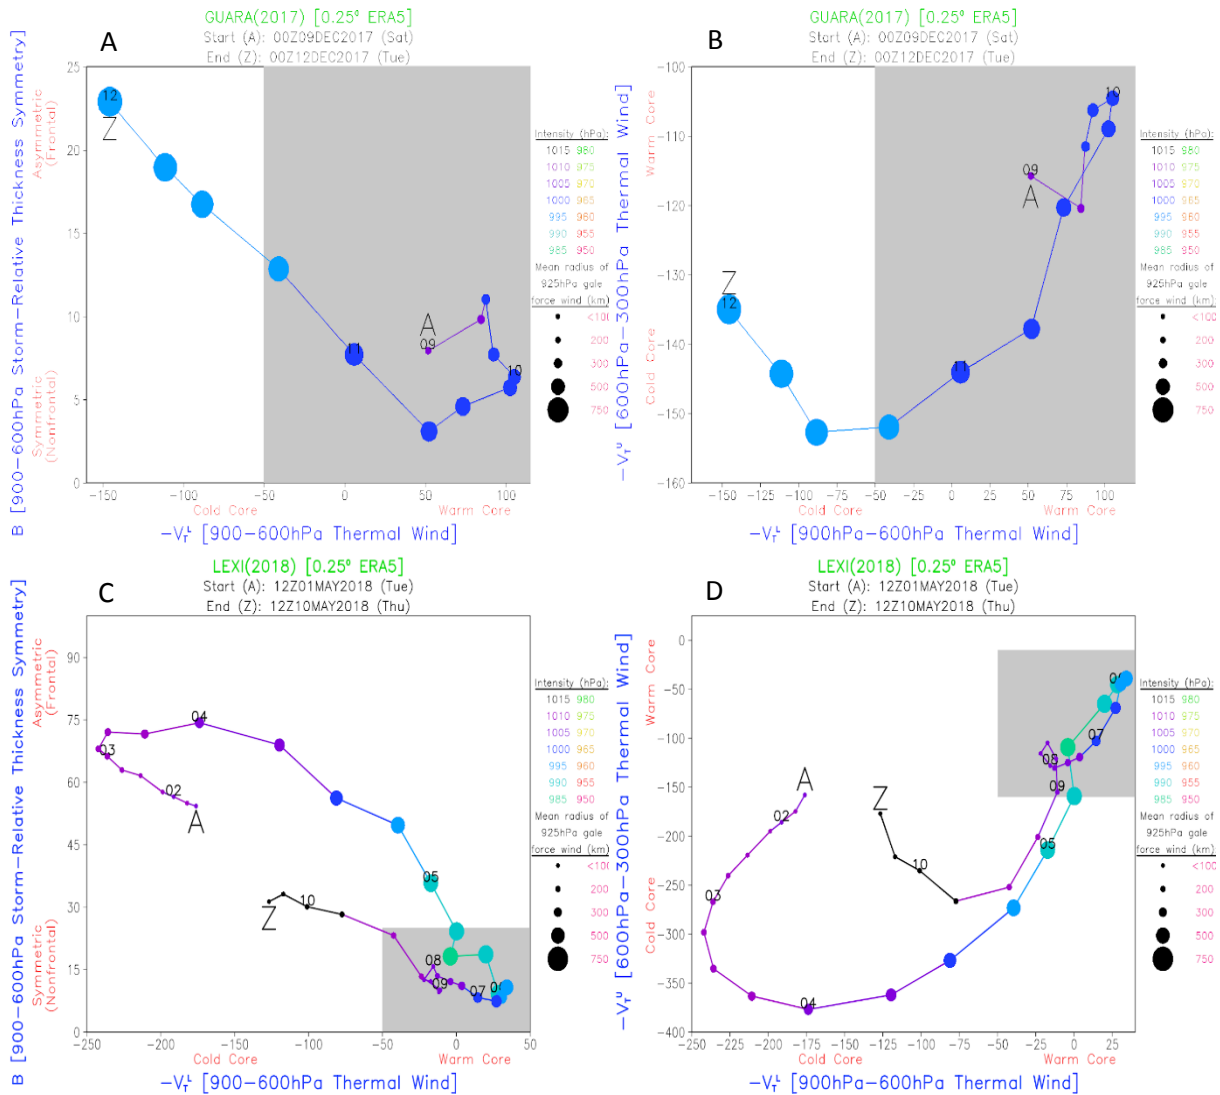 A
GUARA(2017) [0.25° ERA5]
Start (A): 00Z09DEC2017 (Sat)
End (Z): 00Z12DEC2017 (Tue)
B [900-600hPa Storm-Relative Thickness Symmetry]
Asymmetric
(Frontal)
Symmetric
(Nonfrontal)
25
20
15
10
5
0
12
Z
11
A
09
10
-150
-100
-50
0
50
100
Cold Core
Warm Core
-V_T^L [900-600hPa Thermal Wind]
Intensity (hPa):
1015 980
1010 975
1005 970
1000 965
995 960
990 955
985 950
Mean radius of
925hPa gale
force wind (km)
<100
200
300
500
750
B
GUARA(2017) [0.25° ERA5]
Start (A): 00Z09DEC2017 (Sat)
End (Z): 00Z12DEC2017 (Tue)
-V_T^U [600hPa-300hPa Thermal Wind]
Warm Core
Cold Core
-100
-110
-120
-130
-140
-150
-160
10
09
A
Z
12
11
-150
-125
-100
-75
-50
-25
0
25
50
75
100
Cold Core
Warm Core
-V_T^L [900hPa-600hPa Thermal Wind]
Intensity (hPa):
1015 980
1010 975
1005 970
1000 965
995 960
990 955
985 950
Mean radius of
925hPa gale
force wind (km)
<100
200
300
500
750
C
LEXI(2018) [0.25° ERA5]
Start (A): 12Z01MAY2018 (Tue)
End (Z): 12Z10MAY2018 (Thu)
B [900-600hPa Storm-Relative Thickness Symmetry]
Asymmetric
(Frontal)
Symmetric
(Nonfrontal)
90
75
60
45
30
15
0
04
03
02
A
05
10
Z
08
09
07
-250
-200
-150
-100
-50
0
50
Cold Core
Warm Core
-V_T^L [900-600hPa Thermal Wind]
Intensity (hPa):
1015 980
1010 975
1005 970
1000 965
995 960
990 955
985 950
Mean radius of
925hPa gale
force wind (km)
<100
200
300
500
750
D
LEXI(2018) [0.25° ERA5]
Start (A): 12Z01MAY2018 (Tue)
End (Z): 12Z10MAY2018 (Thu)
-V_T^U [600hPa-300hPa Thermal Wind]
Warm Core
Cold Core
0
-50
-100
-150
-200
-250
-300
-350
-400
07
08
09
A
Z
02
05
10
03
04
-250
-225
-200
-175
-150
-125
-100
-75
-50
-25
0
25
Cold Core
Warm Core
-V_T^L [900hPa-600hPa Thermal Wind]
Intensity (hPa):
1015 980
1010 975
1005 970
1000 965
995 960
990 955
985 950
Mean radius of
925hPa gale
force wind (km)
<100
200
300
500
750